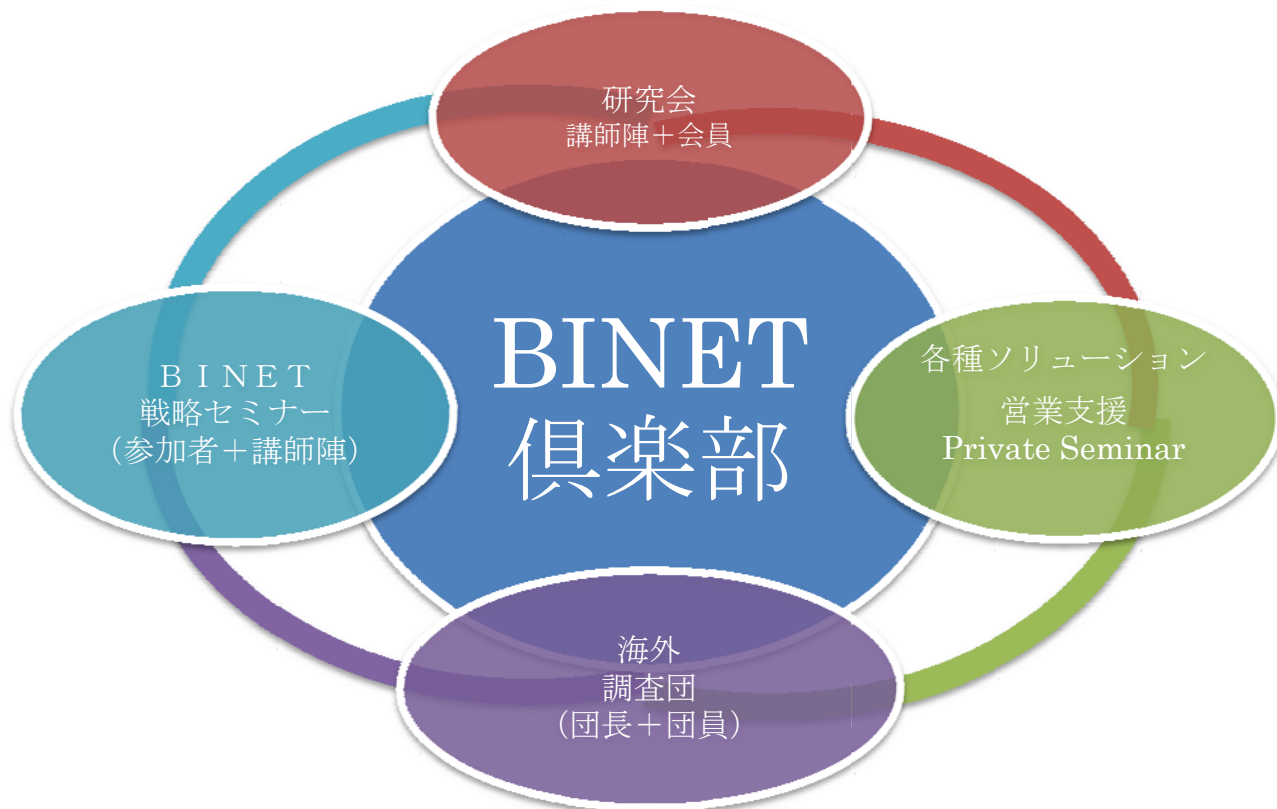 研究会
講師陣＋会員
ＢＩＮＥＴ
戦略セミナー
（参加者＋講師陣）
BINET
倶楽部
各種ソリューション
営業支援
Private Seminar
海外
調査団
（団長＋団員）